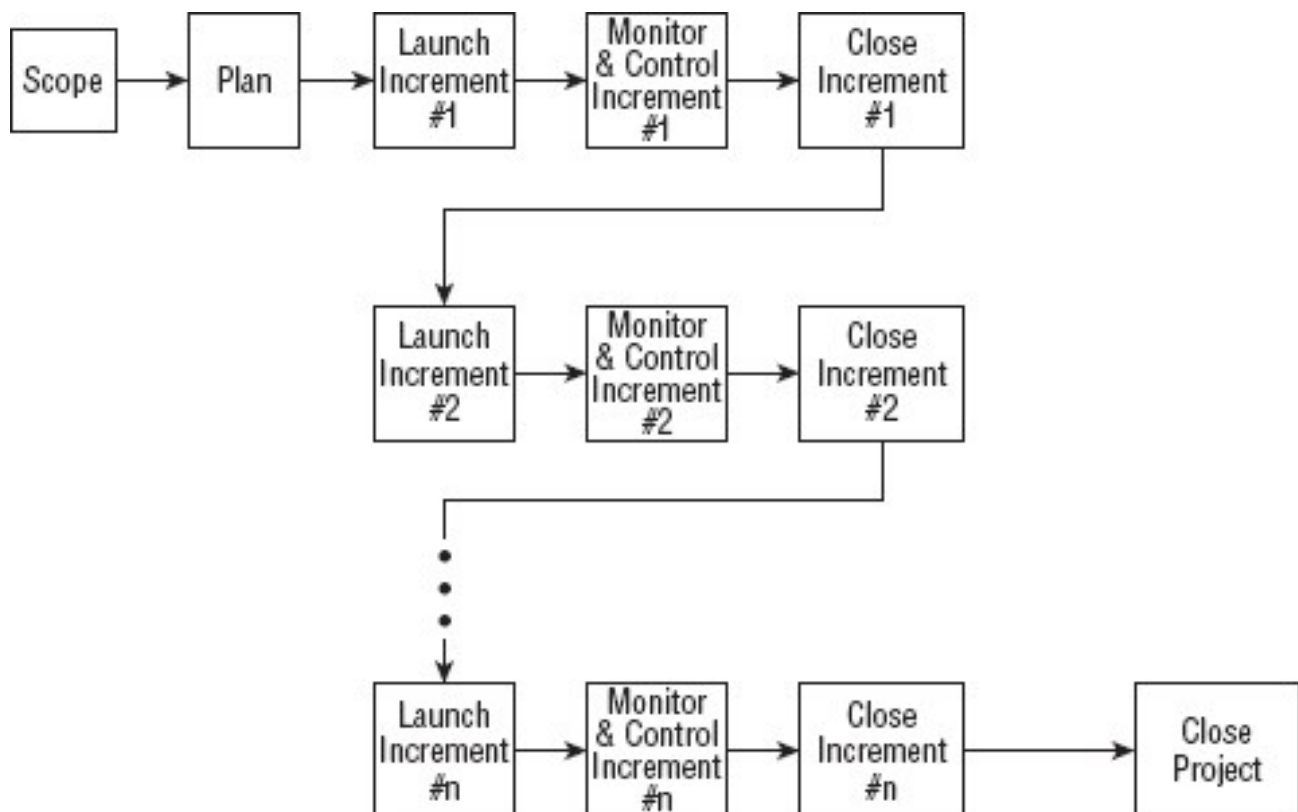 Scope
Plan
Launch
Increment
#1
Monitor
& Control
Increment
#1
Close
Increment
#1
Launch
Increment
#2
Monitor
& Control
Increment
#2
Close
Increment
#2
Launch
Increment
#n
Monitor
& Control
Increment
#n
Close
Increment
#n
Close
Project